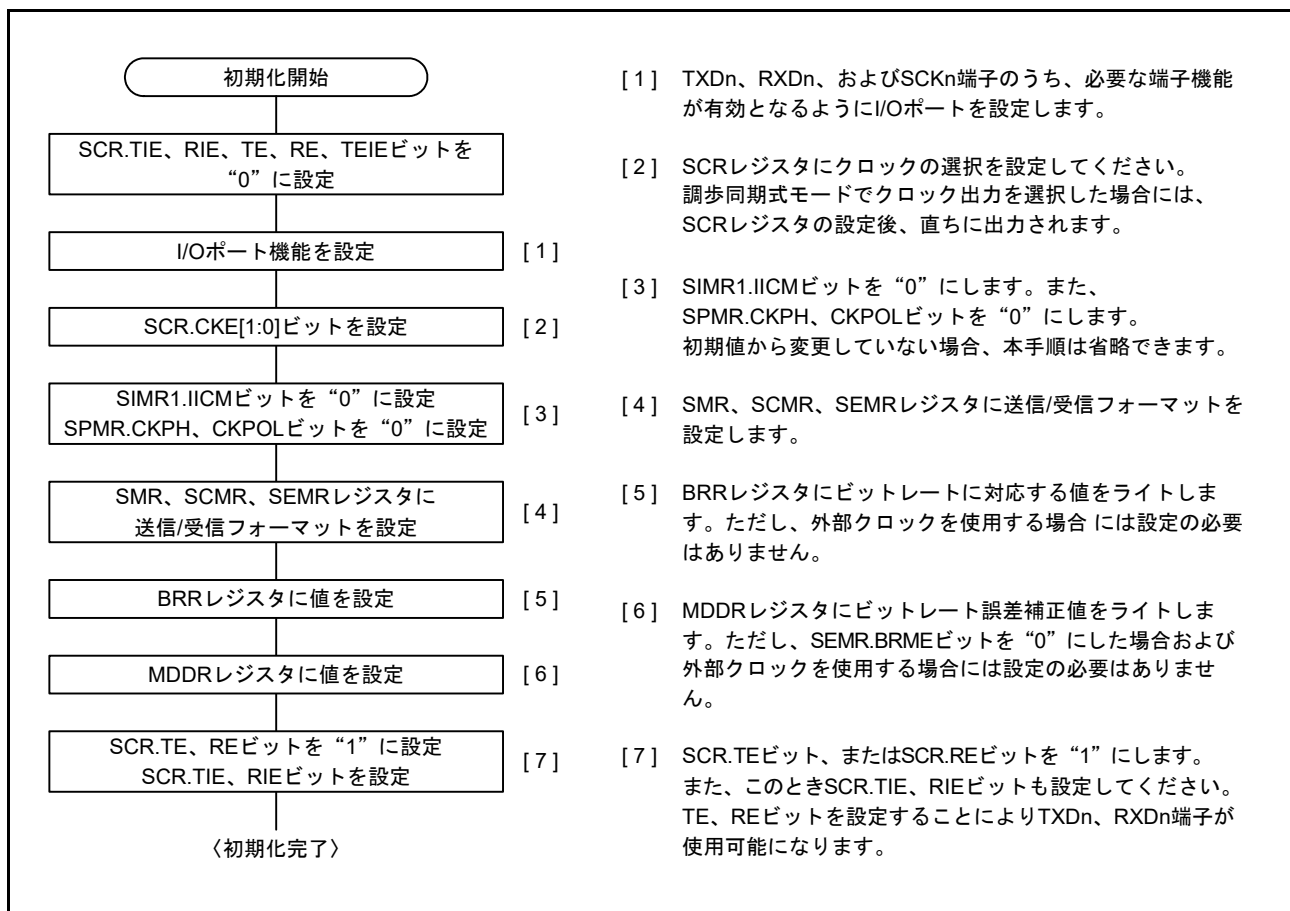 初期化開始
SCR.TIE、RIE、TE、RE、TEIEビットを
“0”に設定
I/Oポート機能を設定
[ 1 ]
SCR.CKE[1:0]ビットを設定
[ 2 ]
SIMR1.IICMビットを“0”に設定
SPMR.CKPH、CKPOLビットを“0”に設定
[ 3 ]
SMR、SCMR、SEMRレジスタに
送信/受信フォーマットを設定
[ 4 ]
BRRレジスタに値を設定
[ 5 ]
MDDRレジスタに値を設定
[ 6 ]
SCR.TE、REビットを“1”に設定
SCR.TIE、RIEビットを設定
[ 7 ]
〈初期化完了〉
[ 1 ] TXDn、RXDn、およびSCKn端子のうち、必要な端子機能
が有効となるようにI/Oポートを設定します。
[ 2 ] SCRレジスタにクロックの選択を設定してください。
調歩同期式モードでクロック出力を選択した場合には、
SCRレジスタの設定後、直ちに出力されます。
[ 3 ] SIMR1.IICMビットを“0”にします。また、
SPMR.CKPH、CKPOLビットを“0”にします。
初期値から変更していない場合、本手順は省略できます。
[ 4 ] SMR、SCMR、SEMRレジスタに送信/受信フォーマットを
設定します。
[ 5 ] BRRレジスタにビットレートに対応する値をライトしま
す。ただし、外部クロックを使用する場合 には設定の必要
はありません。
[ 6 ] MDDRレジスタにビットレート誤差補正値をライトしま
す。ただし、SEMR.BRMEビットを“0”にした場合および
外部クロックを使用する場合には設定の必要はありませ
ん。
[ 7 ] SCR.TEビット、またはSCR.REビットを“1”にします。
また、このときSCR.TIE、RIEビットも設定してください。
TE、REビットを設定することによりTXDn、RXDn端子が
使用可能になります。